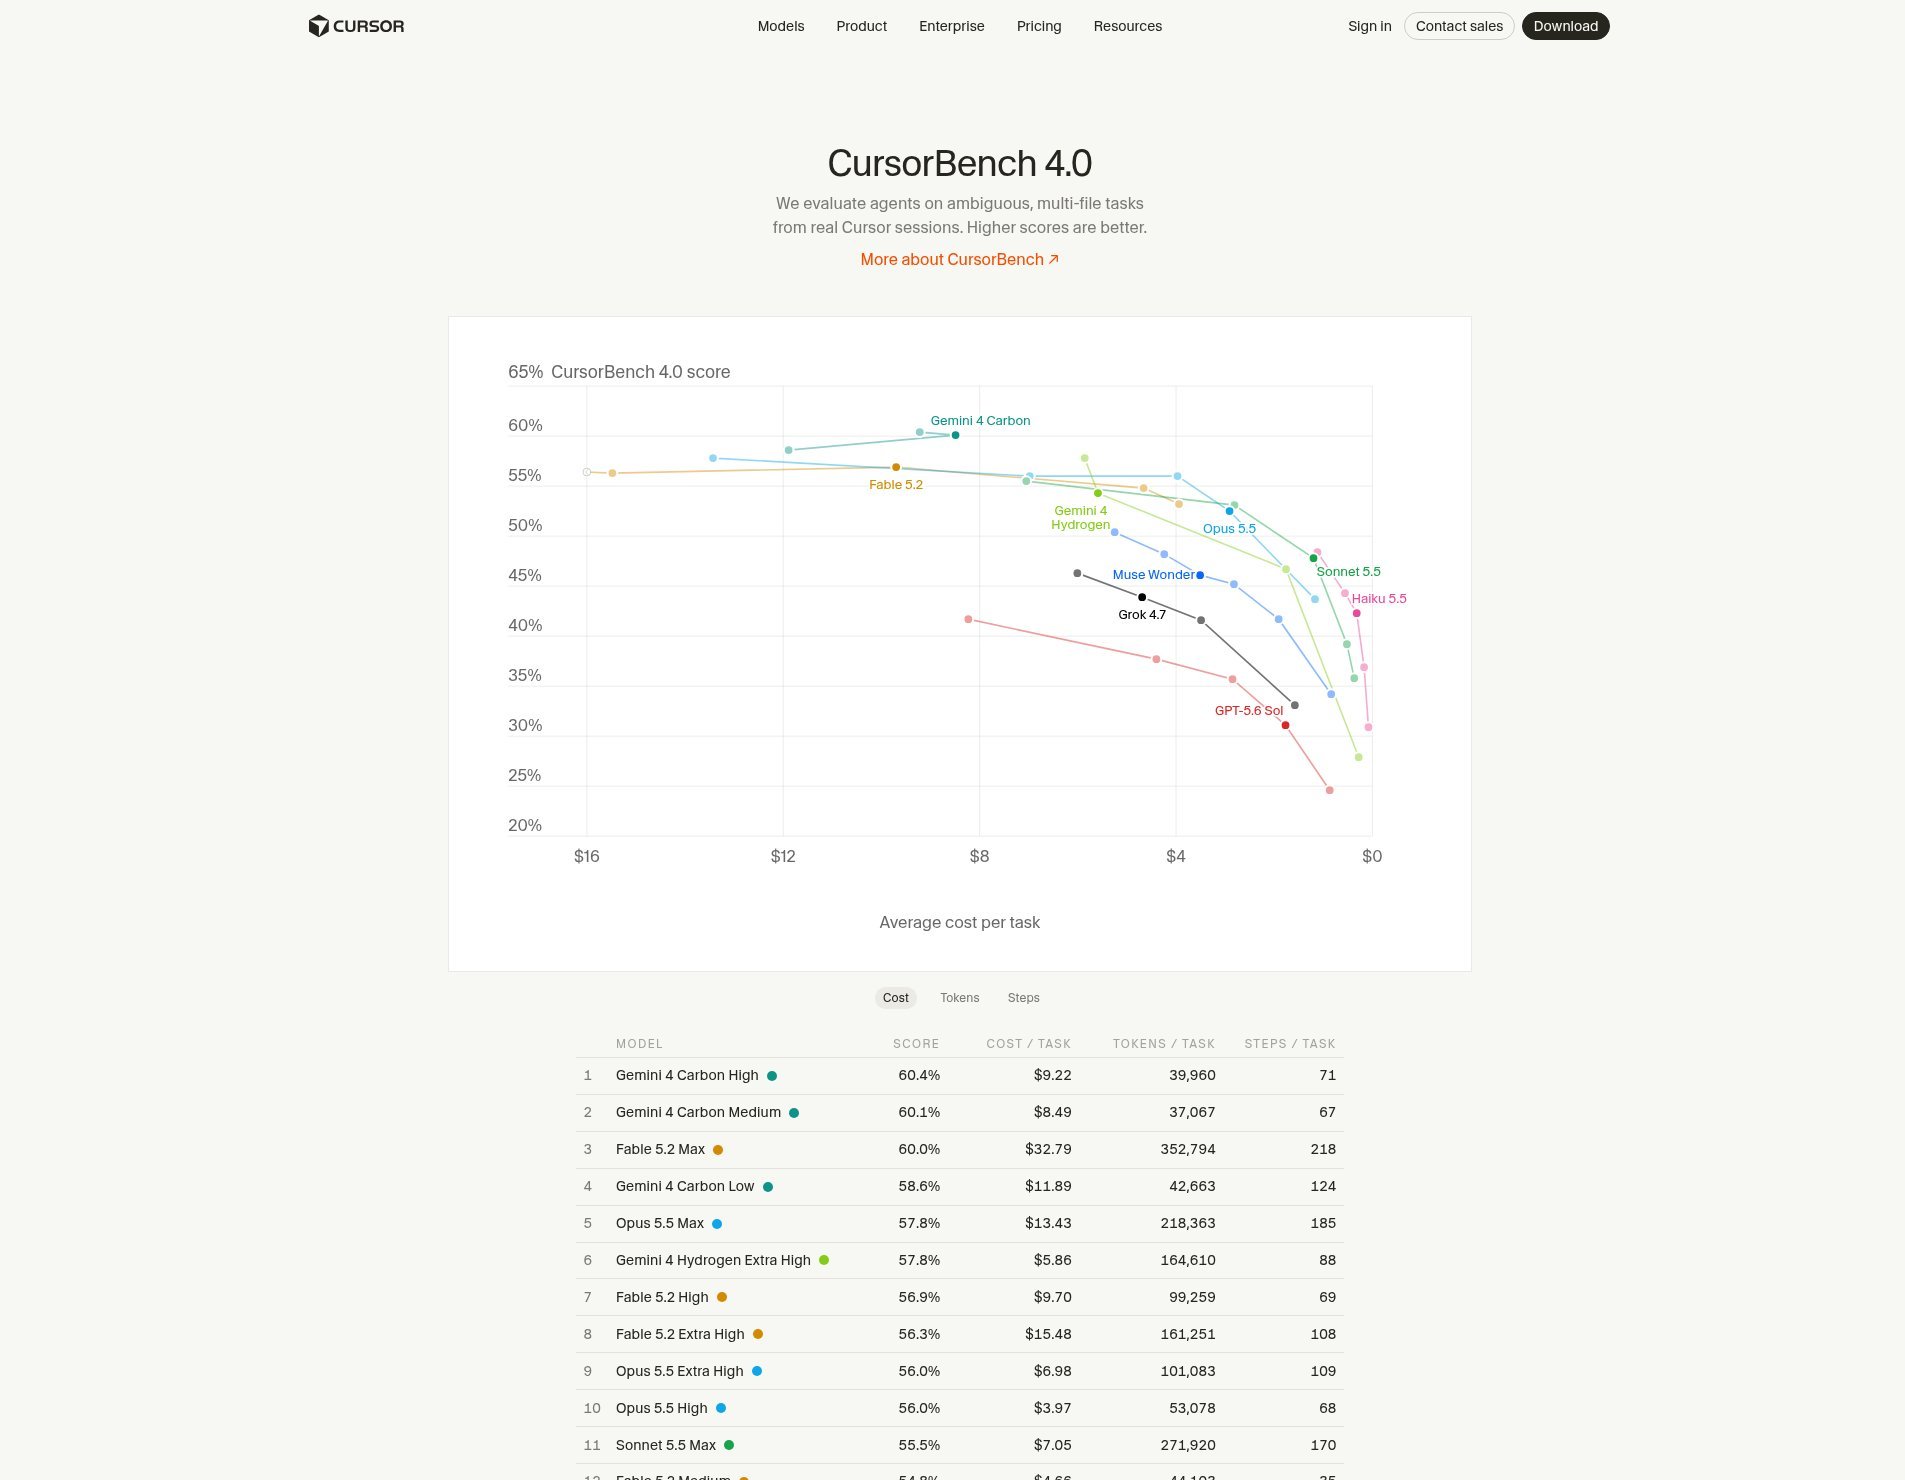 CURSOR
Models Product Enterprise Pricing Resources
Sign in Contact sales Download
CursorBench 4.0
We evaluate agents on ambiguous, multi-file tasks
from real Cursor sessions. Higher scores are better.
More about CursorBench ↗
65% CursorBench 4.0 score
Gemini 4 Carbon
60%
55%
Fable 5.2
Gemini 4
Hydrogen
50%
Opus 5.5
45%
Muse Wonder
Sonnet 5.5
Haiku 5.5
Grok 4.7
40%
35%
GPT-5.6 Sol
30%
25%
20%
$16 $12 $8 $4 $0
Average cost per task
Cost Tokens Steps
MODEL SCORE COST / TASK TOKENS / TASK STEPS / TASK
1 Gemini 4 Carbon High 60.4% $9.22 39,960 71
2 Gemini 4 Carbon Medium 60.1% $8.49 37,067 67
3 Fable 5.2 Max 60.0% $32.79 352,794 218
4 Gemini 4 Carbon Low 58.6% $11.89 42,663 124
5 Opus 5.5 Max 57.8% $13.43 218,363 185
6 Gemini 4 Hydrogen Extra High 57.8% $5.86 164,610 88
7 Fable 5.2 High 56.9% $9.70 99,259 69
8 Fable 5.2 Extra High 56.3% $15.48 161,251 108
9 Opus 5.5 Extra High 56.0% $6.98 101,083 109
10 Opus 5.5 High 56.0% $3.97 53,078 68
11 Sonnet 5.5 Max 55.5% $7.05 271,920 170
12 Fable 5.2 Medium 54.8% $4.66 44,103 35